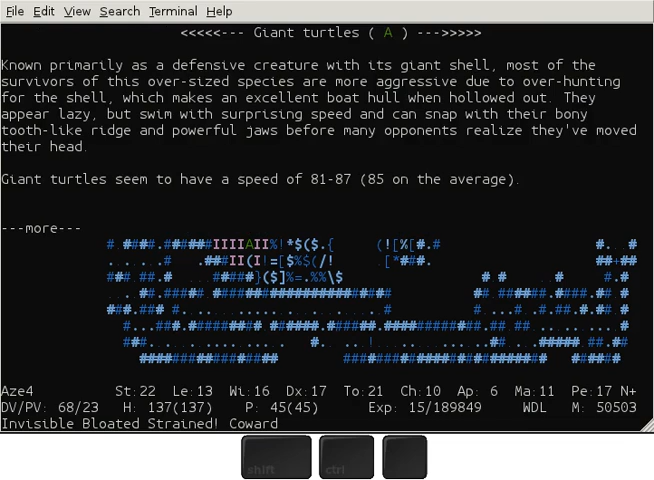 File Edit View Search Terminal Help
<<<<<--- Giant turtles ( A ) --->>>>>
Known primarily as a defensive creature with its giant shell, most of the
survivors of this over-sized species are more aggressive due to over-hunting
for the shell, which makes an excellent boat hull when hollowed out. They
appear lazy, but swim with surprising speed and can snap with their bony
tooth-like ridge and powerful jaws before many opponents realize they've moved
their head.
Giant turtles seem to have a speed of 81-87 (85 on the average).
---more---
Aze4 St:22 Le:13 Wi:16 Dx:17 To:21 Ch:10 Ap: 6 Ma:11 Pe:17 N+
DV/PV: 68/23 H: 137(137) P: 45(45) Exp: 15/189849 WDL M: 50503
Invisible Bloated Strained! Coward
shift ctrl